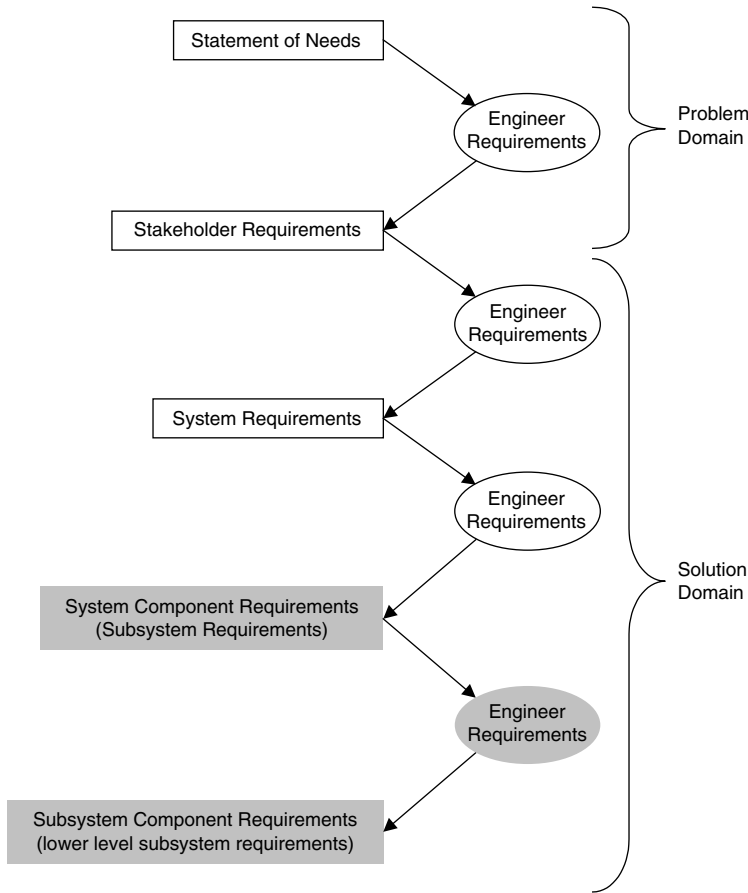 Statement of Needs
Engineer
Requirements
Problem
Domain
Stakeholder Requirements
Engineer
Requirements
System Requirements
Engineer
Requirements
Solution
Domain
System Component Requirements
(Subsystem Requirements)
Engineer
Requirements
Subsystem Component Requirements
(lower level subsystem requirements)